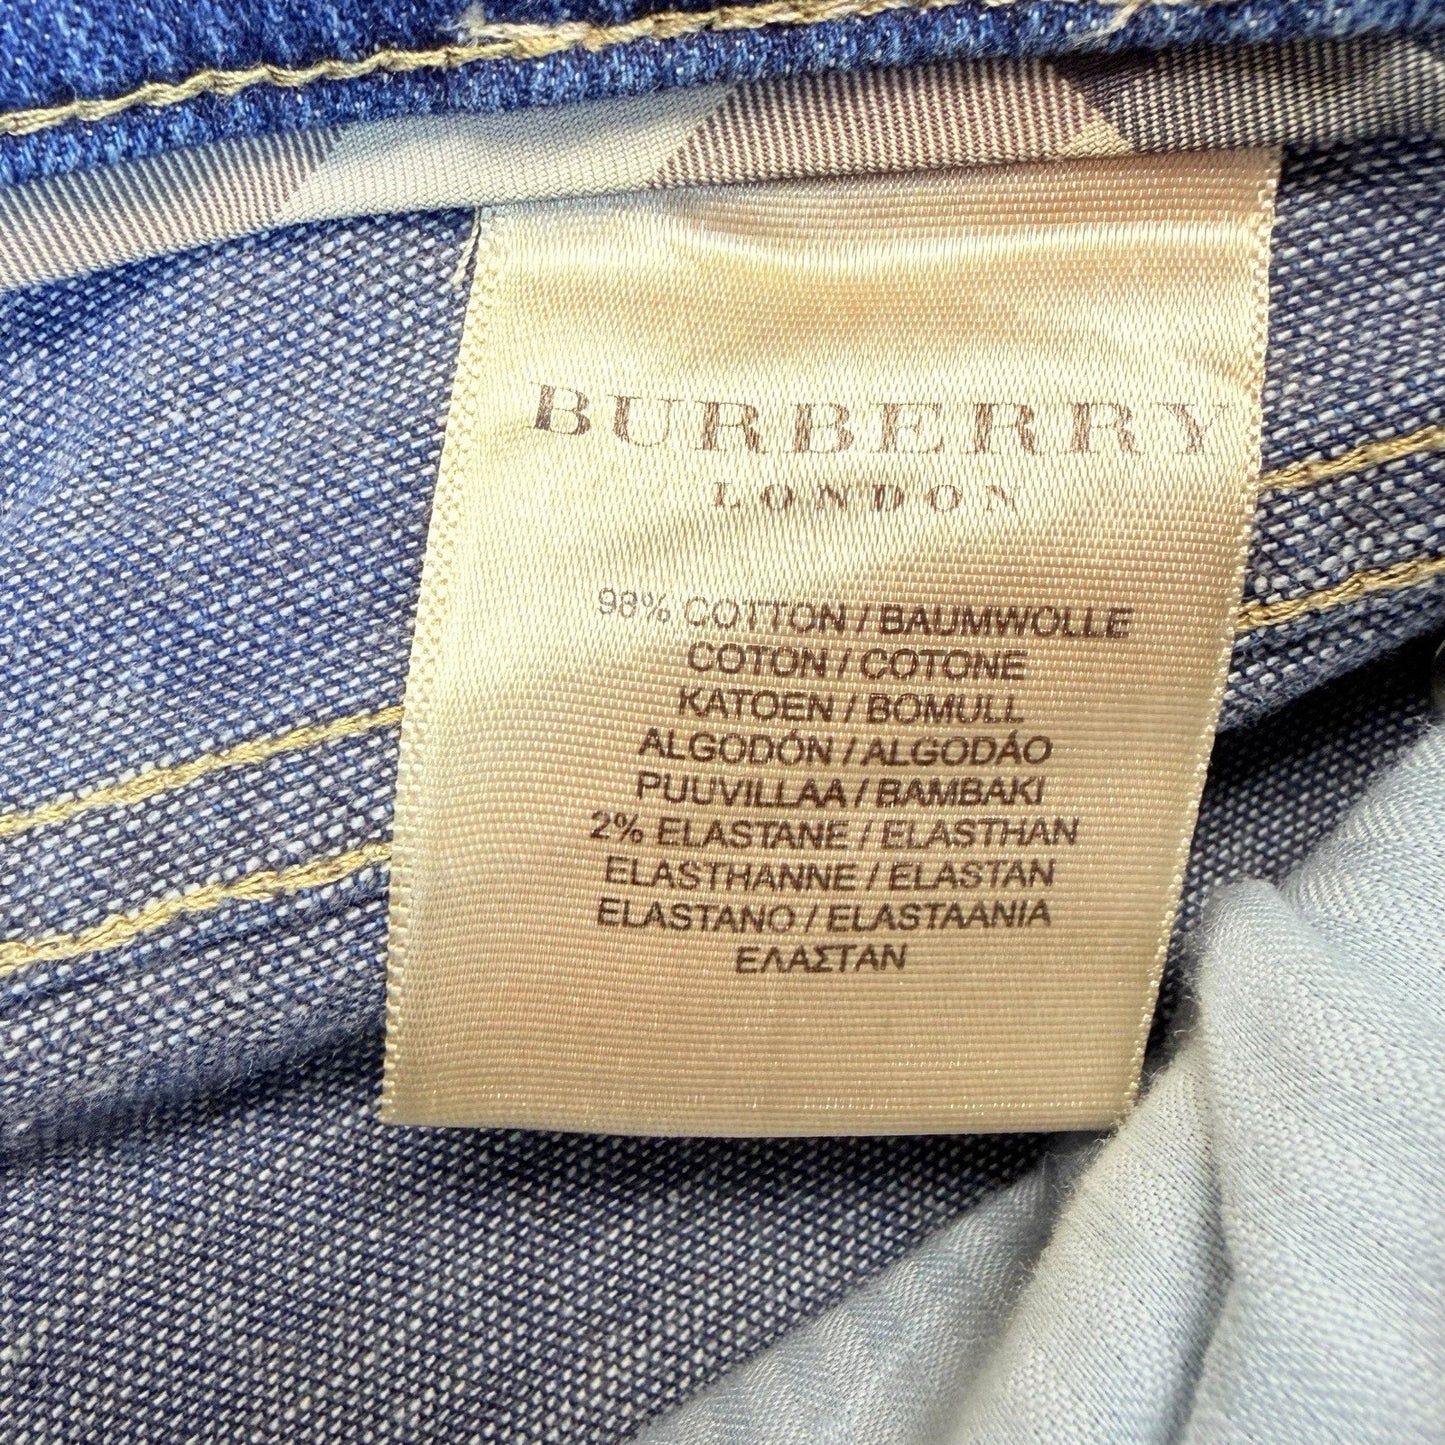 BURBERRY
LONDON
98% COTTON / BAUMWOLLE
COTON / COTONE
KATOEN / BOMULL
ALGODÓN / ALGODÁO
PUUVILLAA / BAMBAKI
2% ELASTANE / ELASTHAN
ELASTHANNE / ELASTAN
ELASTANO / ELASTAANIA
ΕΛΑΣΤΑΝ